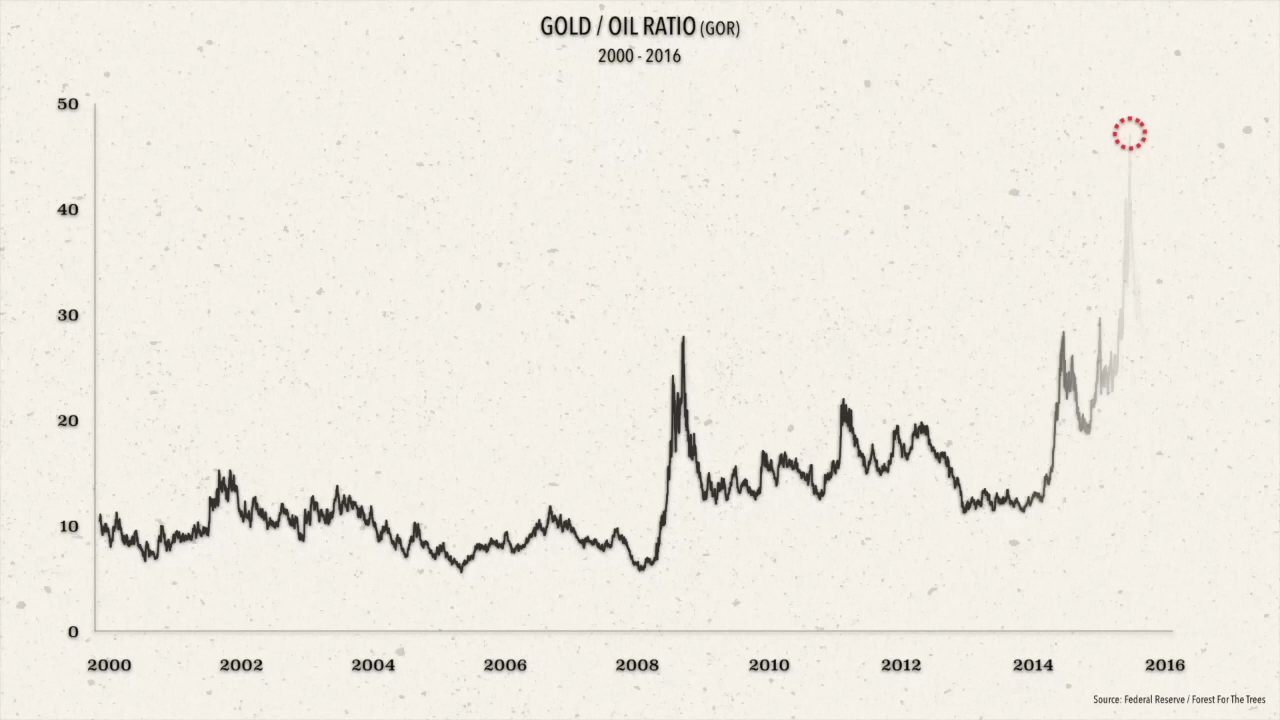 GOLD / OIL RATIO (GOR)
2000 - 2016
50
40
30
20
10
0
2000 2002 2004 2006 2008 2010 2012 2014 2016
Source: Federal Reserve / Forest For The Trees